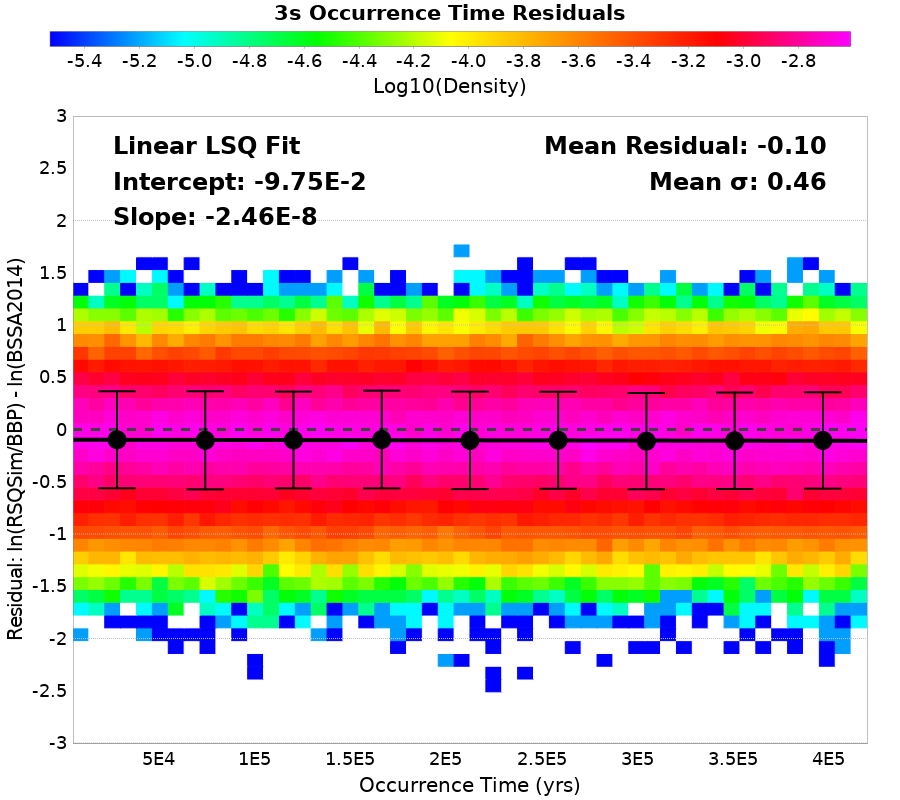 3s Occurrence Time Residuals
-5.4 -5.2 -5.0 -4.8 -4.6 -4.4 -4.2 -4.0 -3.8 -3.6 -3.4 -3.2 -3.0 -2.8
Log10(Density)
Linear LSQ Fit
Intercept: -9.75E-2
Slope: -2.46E-8
Mean Residual: -0.10
Mean σ: 0.46
3
2.5
2
1.5
1
0.5
0
-0.5
-1
-1.5
-2
-2.5
-3
Residual: ln(RSQSim/BBP) - ln(BSSA2014)
5E4 1E5 1.5E5 2E5 2.5E5 3E5 3.5E5 4E5
Occurrence Time (yrs)